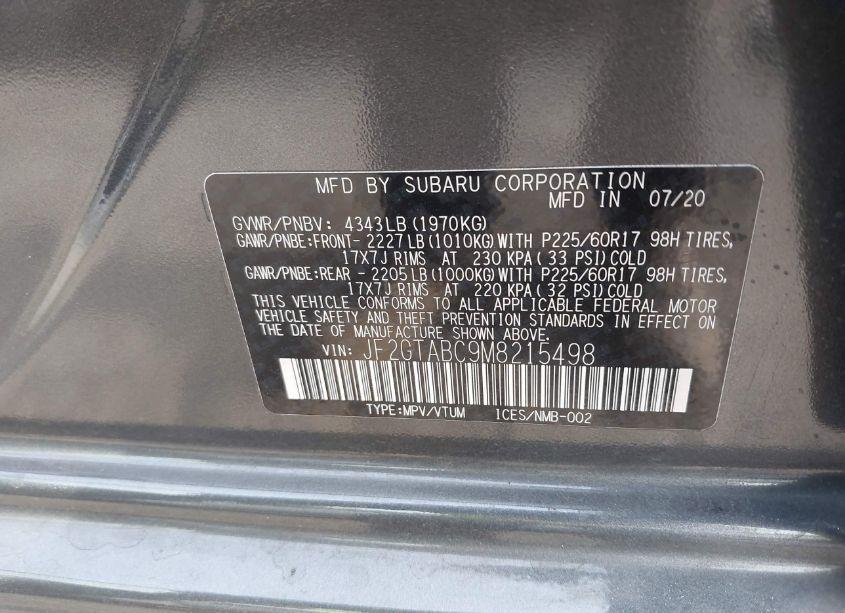 MFD BY SUBARU CORPORATION
MFD IN 07/20
GVWR/PNBV: 4343LB (1970KG)
GAWR/PNBE:FRONT- 2227LB (1010KG) WITH P225/60R17 98H TIRES,
17X7J RIMS AT 230 KPA ( 33 PSI) COLD
GAWR/PNBE:REAR - 2205LB (1000KG) WITH P225/60R17 98H TIRES,
17X7J RIMS AT 220 KPA ( 32 PSI) COLD
THIS VEHICLE CONFORMS TO ALL APPLICABLE FEDERAL MOTOR
VEHICLE SAFETY AND THEFT PREVENTION STANDARDS IN EFFECT ON
THE DATE OF MANUFACTURE SHOWN ABOVE.
VIN: JF2GTABC9M8215498
TYPE:MPV/VTUM ICES/NMB-002